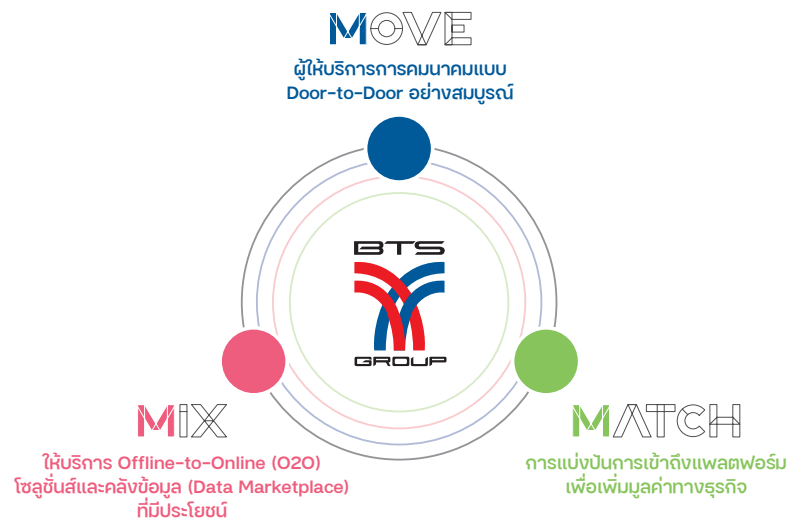 MOVE
ผู้ให้บริการการคมนาคมแบบ
Door-to-Door อย่างสมบูรณ์
BTS
GROUP
MiX
ให้บริการ Offline-to-Online (O2O)
โซลูชั่นส์และคลังข้อมูล (Data Marketplace)
ที่มีประโยชน์
MATCH
การแบ่งปันการเข้าถึงแพลตฟอร์ม
เพื่อเพิ่มมูลค่าทางธุรกิจ